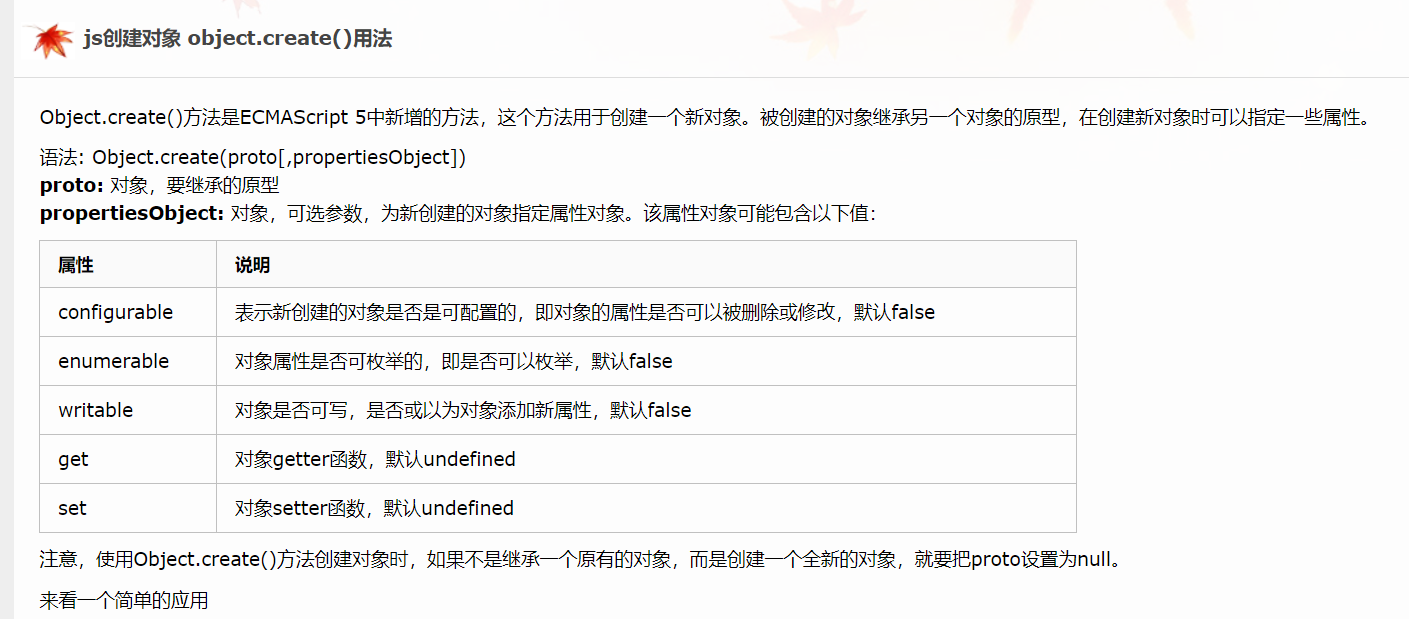 js创建对象 object.create()用法
Object.create()方法是ECMAScript 5中新增的方法，这个方法用于创建一个新对象。被创建的对象继承另一个对象的原型，在创建新对象时可以指定一些属性。
语法: Object.create(proto[,propertiesObject])
proto: 对象，要继承的原型
propertiesObject: 对象，可选参数，为新创建的对象指定属性对象。该属性对象可能包含以下值：
属性 说明
configurable 表示新创建的对象是否是可配置的，即对象的属性是否可以被删除或修改，默认false
enumerable 对象属性是否可枚举的，即是否可以枚举，默认false
writable 对象是否可写，是否或以为对象添加新属性，默认false
get 对象getter函数，默认undefined
set 对象setter函数，默认undefined
注意，使用Object.create()方法创建对象时，如果不是继承一个原有的对象，而是创建一个全新的对象，就要把proto设置为null。
来看一个简单的应用